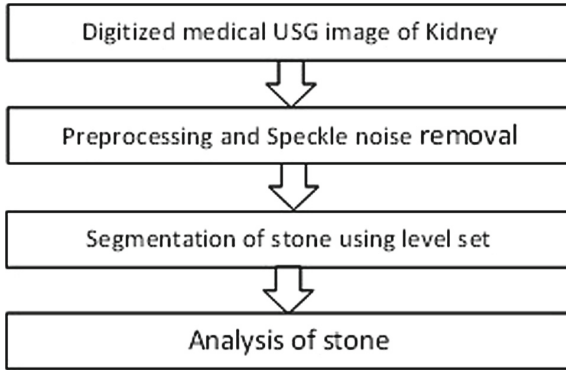 Digitized medical USG image of Kidney
Preprocessing and Speckle noise removal
Segmentation of stone using level set
Analysis of stone